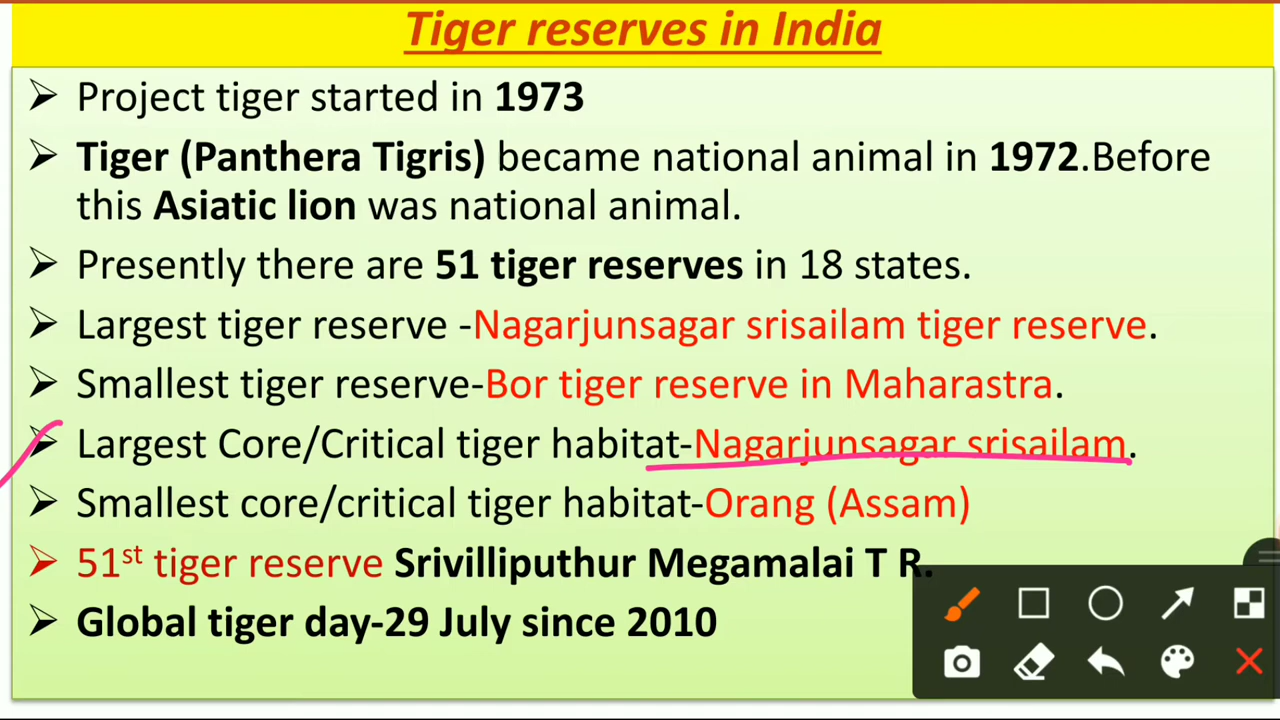 Tiger reserves in India
Project tiger started in 1973
Tiger (Panthera Tigris) became national animal in 1972.Before
this Asiatic lion was national animal.
Presently there are 51 tiger reserves in 18 states.
Largest tiger reserve -Nagarjunsagar srisailam tiger reserve.
Smallest tiger reserve-Bor tiger reserve in Maharastra.
Largest Core/Critical tiger habitat-Nagarjunsagar srisailam.
Smallest core/critical tiger habitat-Orang (Assam)
51st tiger reserve Srivilliputhur Megamalai T R.
Global tiger day-29 July since 2010